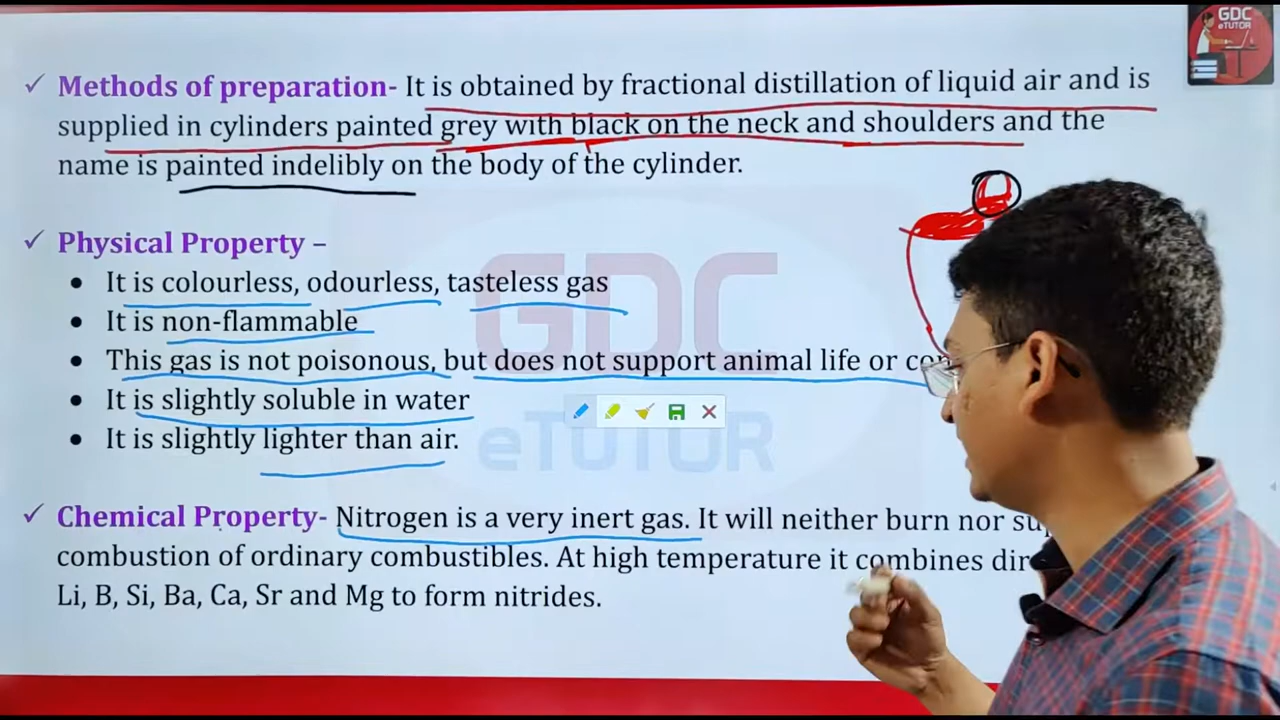 GDC
eTUTOR
✓ Methods of preparation- It is obtained by fractional distillation of liquid air and is
supplied in cylinders painted grey with black on the neck and shoulders and the
name is painted indelibly on the body of the cylinder.
✓ Physical Property –
• It is colourless, odourless, tasteless gas
• It is non-flammable
• This gas is not poisonous, but does not support animal life or
• It is slightly soluble in water
• It is slightly lighter than air.
GDC
eTUTOR
✓ Chemical Property- Nitrogen is a very inert gas. It will neither burn nor
combustion of ordinary combustibles. At high temperature it combines
Li, B, Si, Ba, Ca, Sr and Mg to form nitrides.